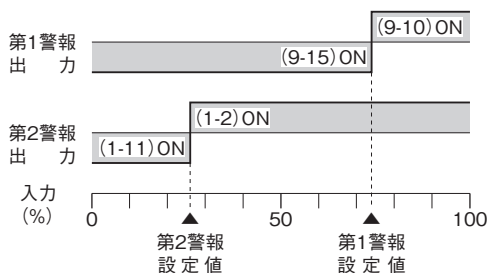 第1警報
出　力
(9-10) ON
(9-15) ON
第2警報
出　力
(1-2) ON
(1-11) ON
入力
(%)
0
50
100
第2警報
設定値
第1警報
設定値